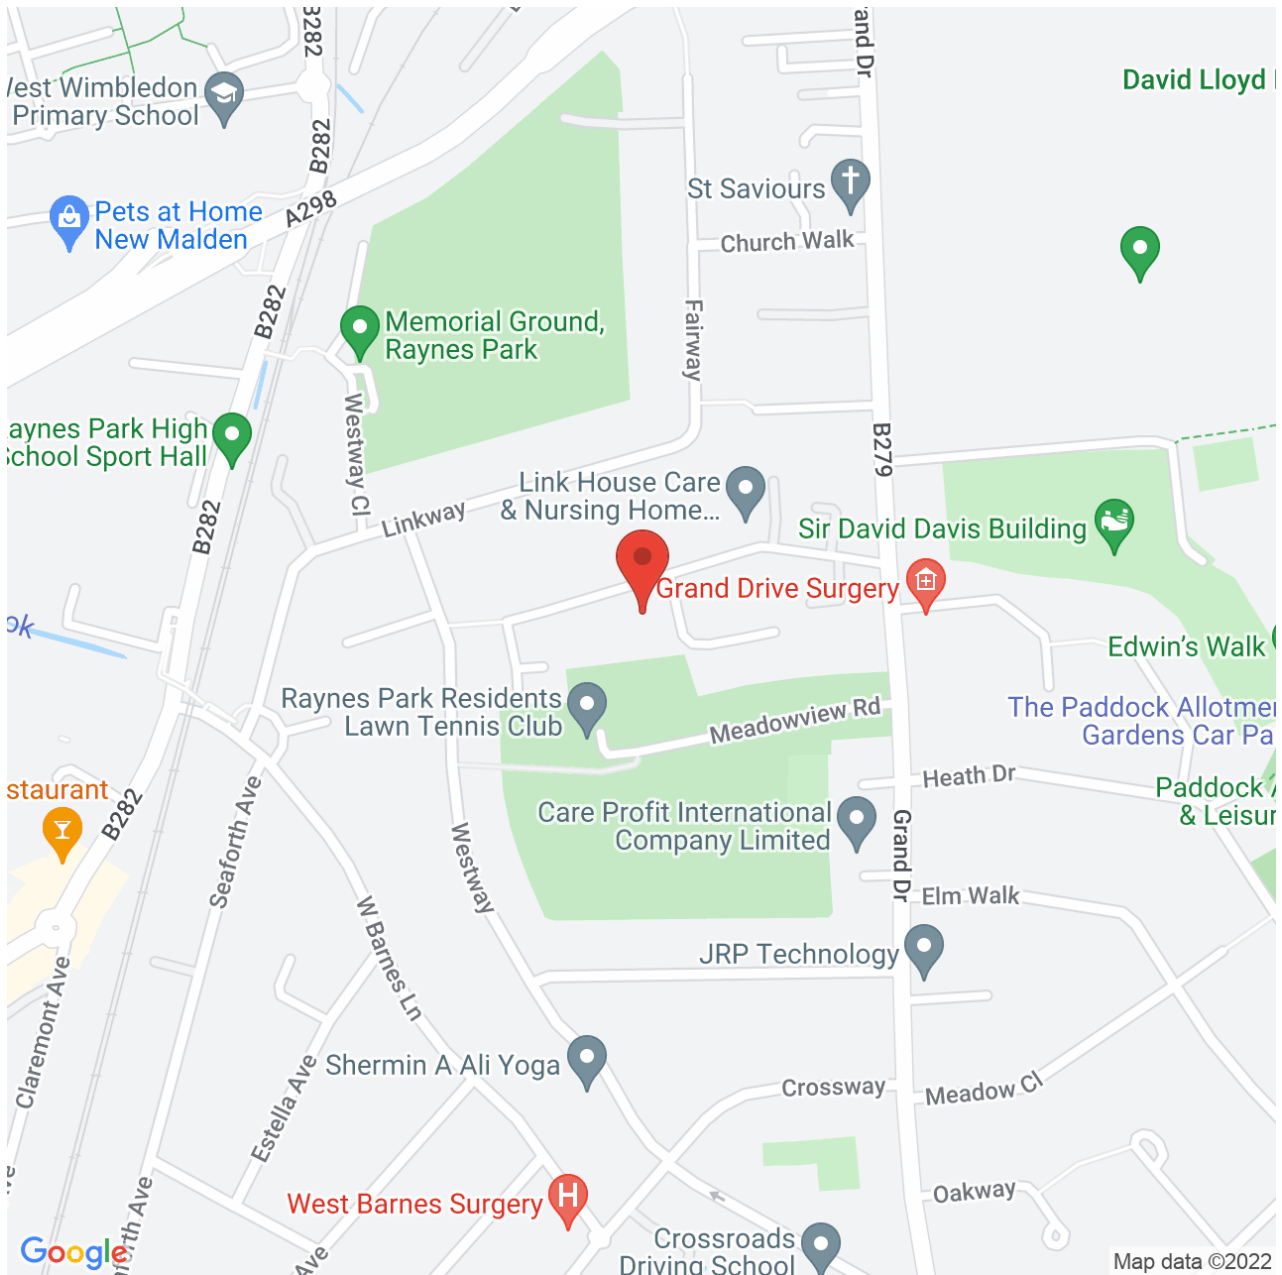 B282
and Dr
David Lloyd
West Wimbledon
Primary School
B282
St Saviours
A298
Pets at Home
New Malden
Church Walk
B282
Fairway
Memorial Ground,
Raynes Park
Westway Cl
B279
aynes Park High
School Sport Hall
Link House Care
& Nursing Home...
Linkway
B282
Sir David Davis Building
Grand Drive Surgery
ok
Edwin's Walk
Raynes Park Residents
Lawn Tennis Club
Meadowview Rd
The Paddock Allotmen
Gardens Car Pa
Heath Dr
staurant
B282
Seaforth Ave
Paddock A
& Leisur
Care Profit International
Company Limited
Westway
Grand Dr
Elm Walk
W Barnes Ln
JRP Technology
Claremont Ave
Shermin A Ali Yoga
Estella Ave
Crossway
Meadow Cl
Oakway
West Barnes Surgery
forth Ave
Ave
Crossroads
Driving School
Google
Map data ©2022